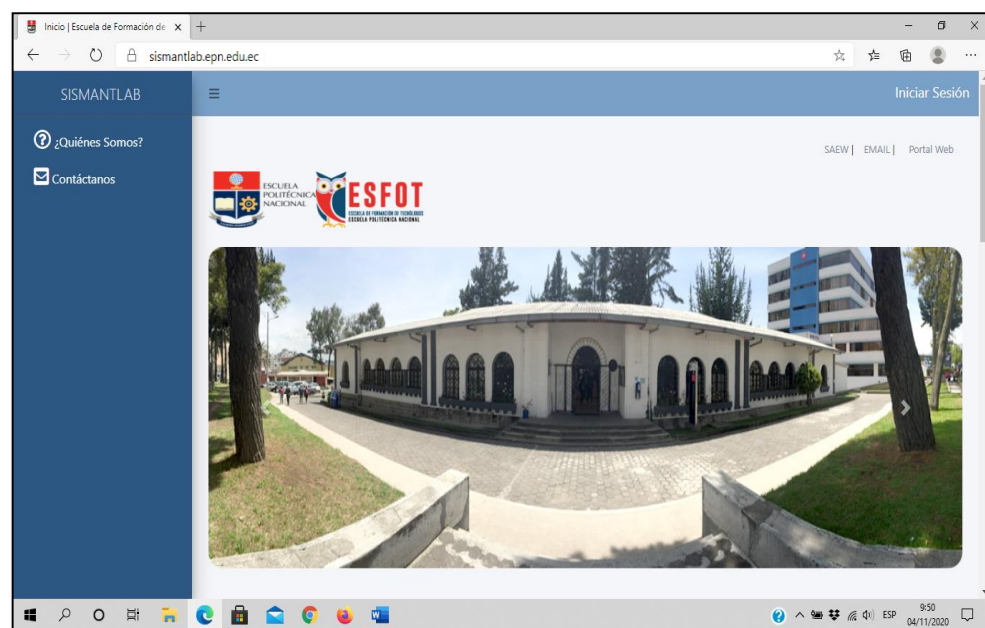 Inicio | Escuela de Formación de
sismantlab.epn.edu.ec
SISMANTLAB
Iniciar Sesión
¿Quiénes Somos?
Contáctanos
SAEW | EMAIL | Portal Web
ESCUELA
POLITÉCNICA
NACIONAL
ESFOT
ESCUELA DE FORMACIÓN DE TECNÓLOGOS
ESCUELA POLITÉCNICA NACIONAL
ESP
9:50
04/11/2020